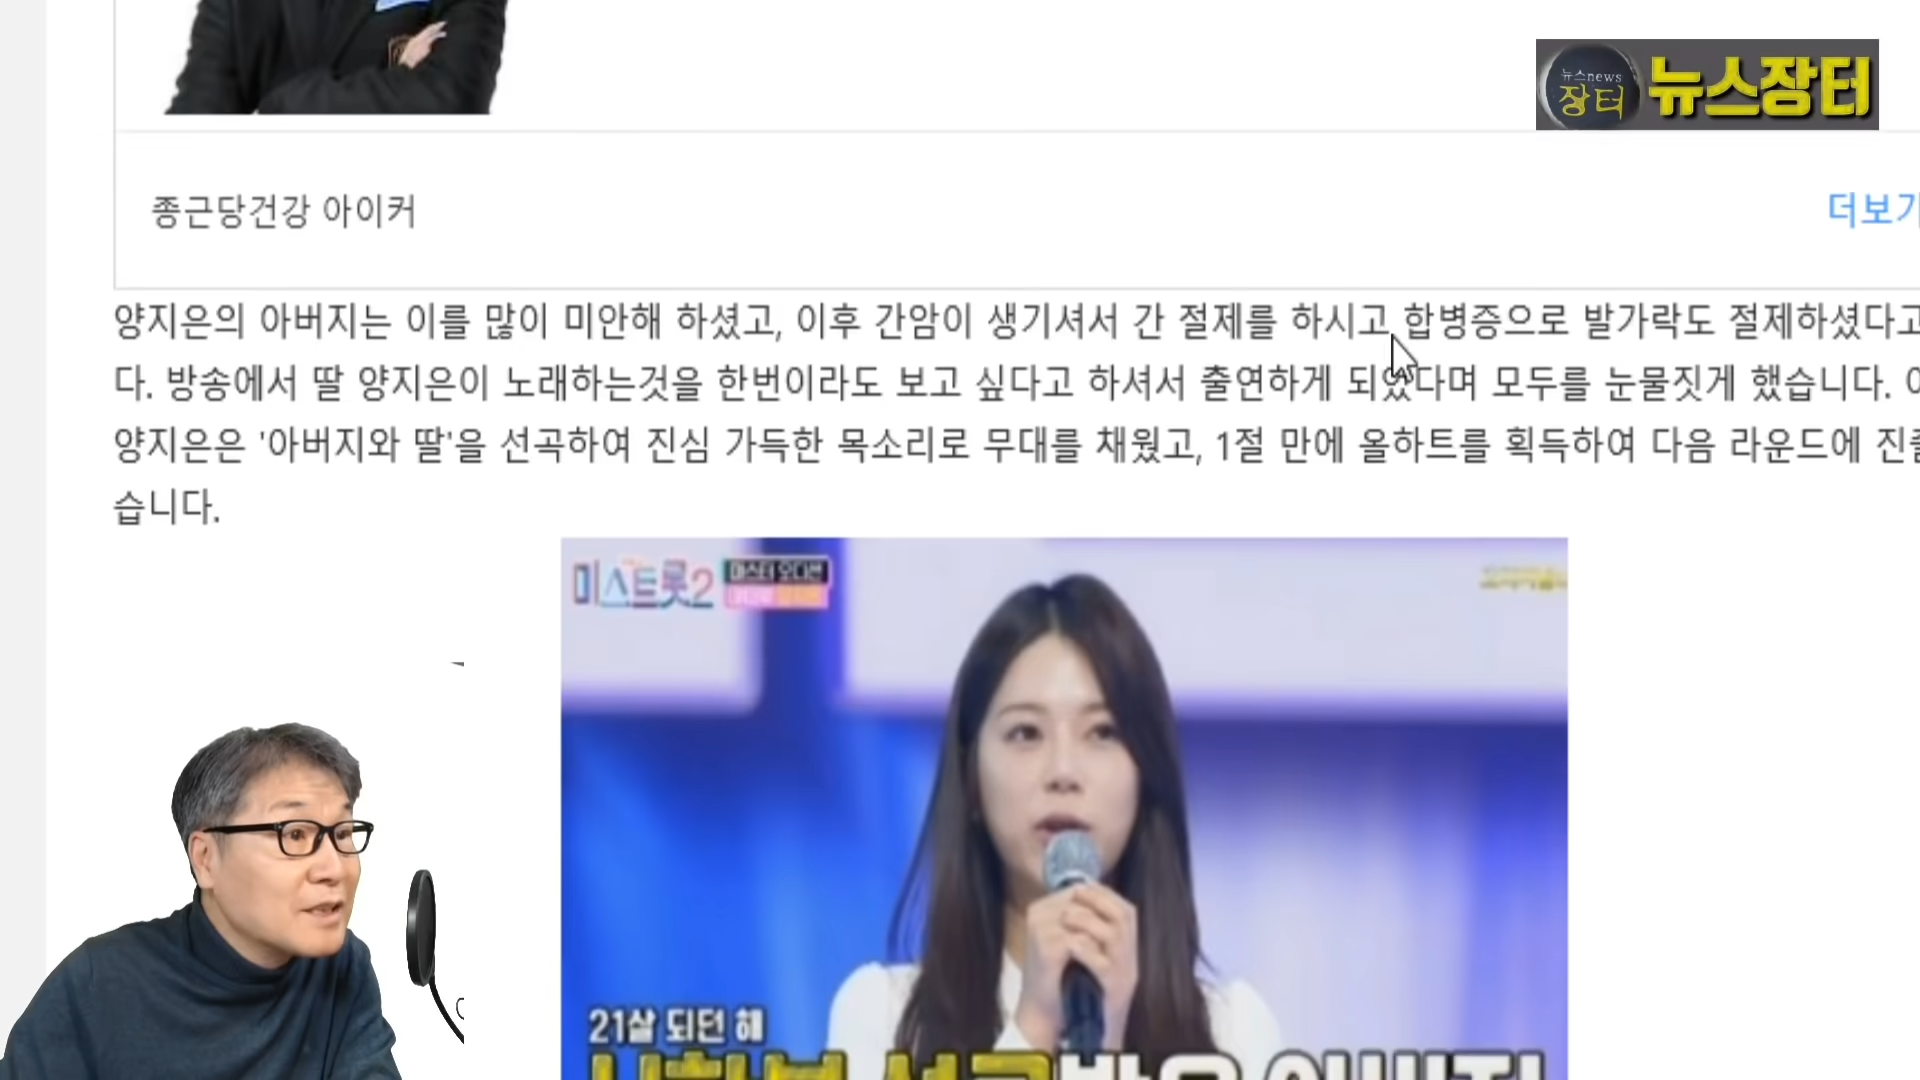 뉴스news
장터
뉴스장터
종근당건강 아이커
더보기
양지은의 아버지는 이를 많이 미안해 하셨고, 이후 간암이 생기셔서 간 절제를 하시고 합병증으로 발가락도 절제하셨다고
다. 방송에서 딸 양지은이 노래하는것을 한번이라도 보고 싶다고 하셔서 출연하게 되었다며 모두를 눈물짓게 했습니다.
양지은은 '아버지와 딸'을 선곡하여 진심 가득한 목소리로 무대를 채웠고, 1절 만에 올하트를 획득하여 다음 라운드에
습니다.
미스트롯2
마스터 오디션
21살 되던 해